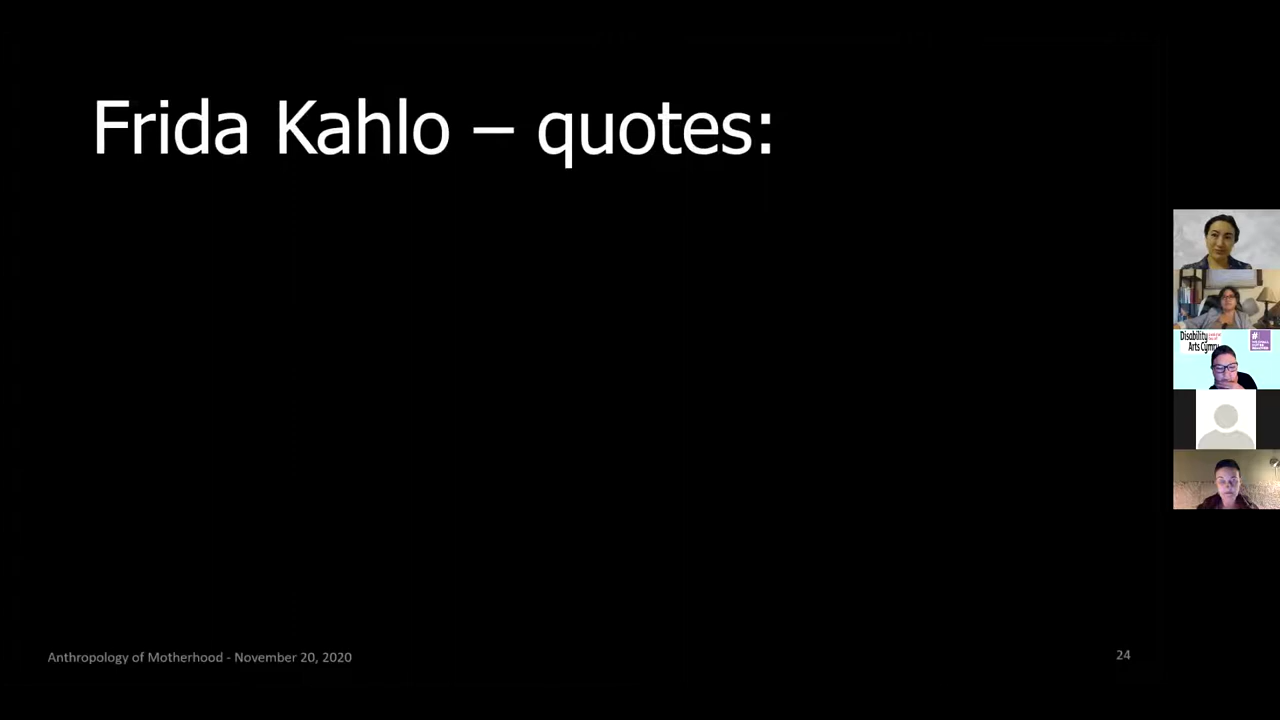 Frida Kahlo – quotes:
Disability
Arts Cymru
Anthropology of Motherhood - November 20, 2020
24